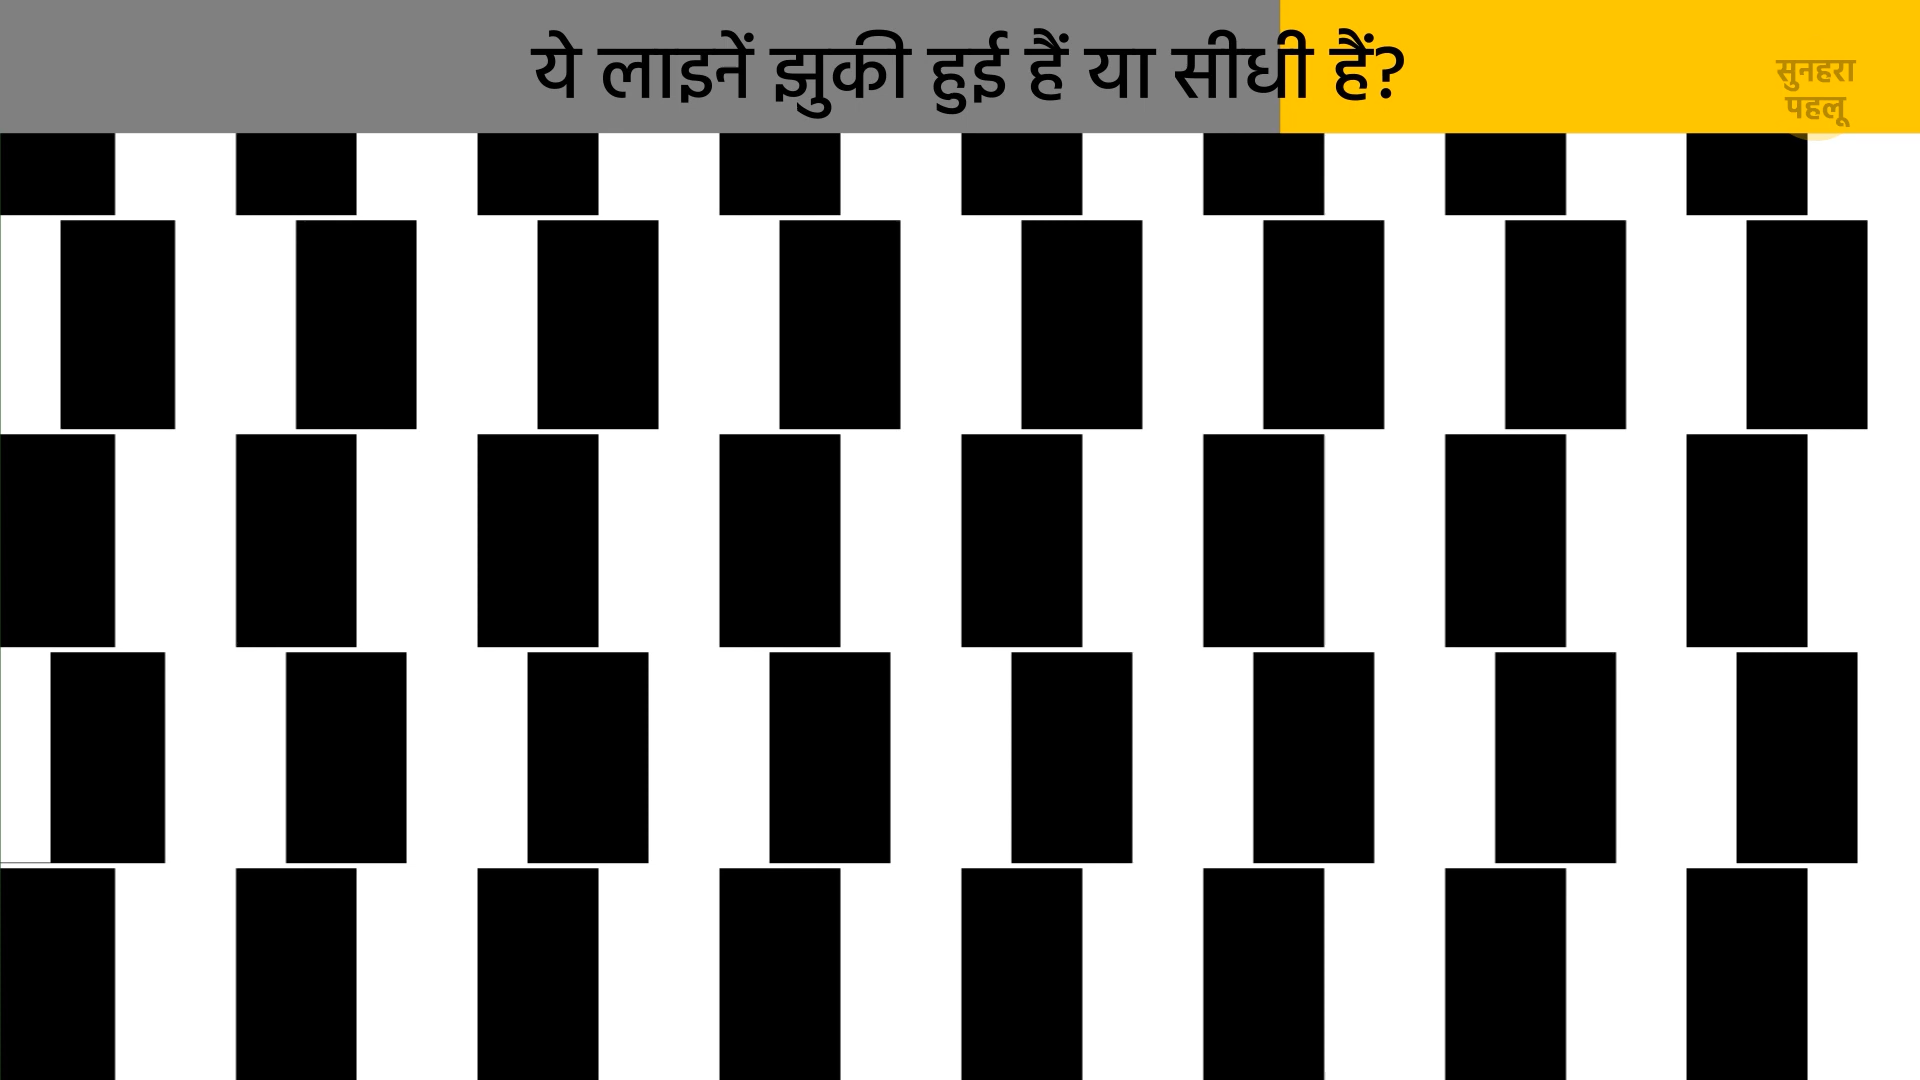 ये लाइनें झुकी हुई हैं या सीधी हैं?
सुनहरा
पहलू